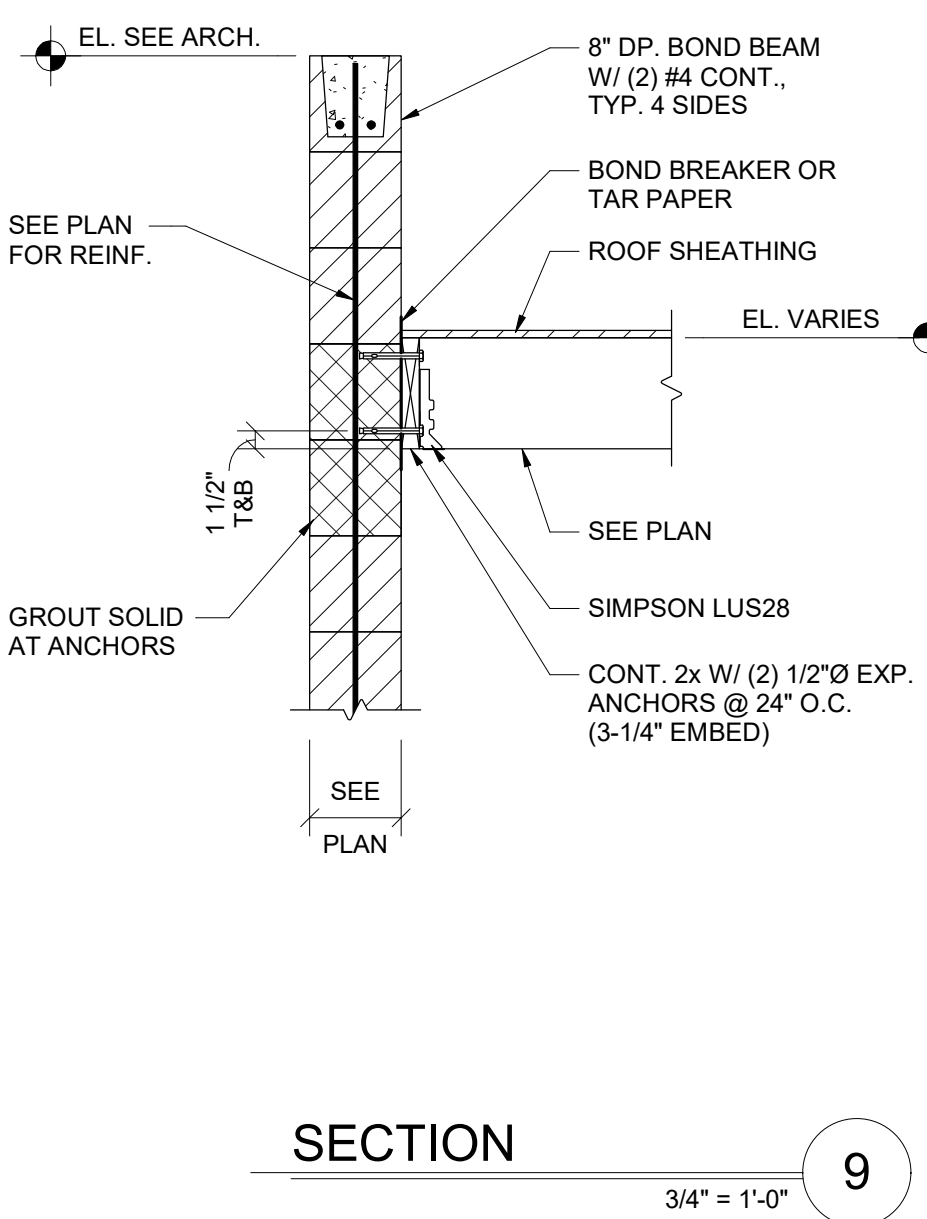 EL. SEE ARCH.
8" DP. BOND BEAM
W/ (2) #4 CONT.,
TYP. 4 SIDES
BOND BREAKER OR
TAR PAPER
SEE PLAN
FOR REINF.
ROOF SHEATHING
EL. VARIES
1 1/2"
T&B
SEE PLAN
GROUT SOLID
AT ANCHORS
SIMPSON LUS28
CONT. 2x W/ (2) 1/2"Ø EXP.
ANCHORS @ 24" O.C.
(3-1/4" EMBED)
SEE
PLAN
SECTION
9
3/4" = 1'-0"